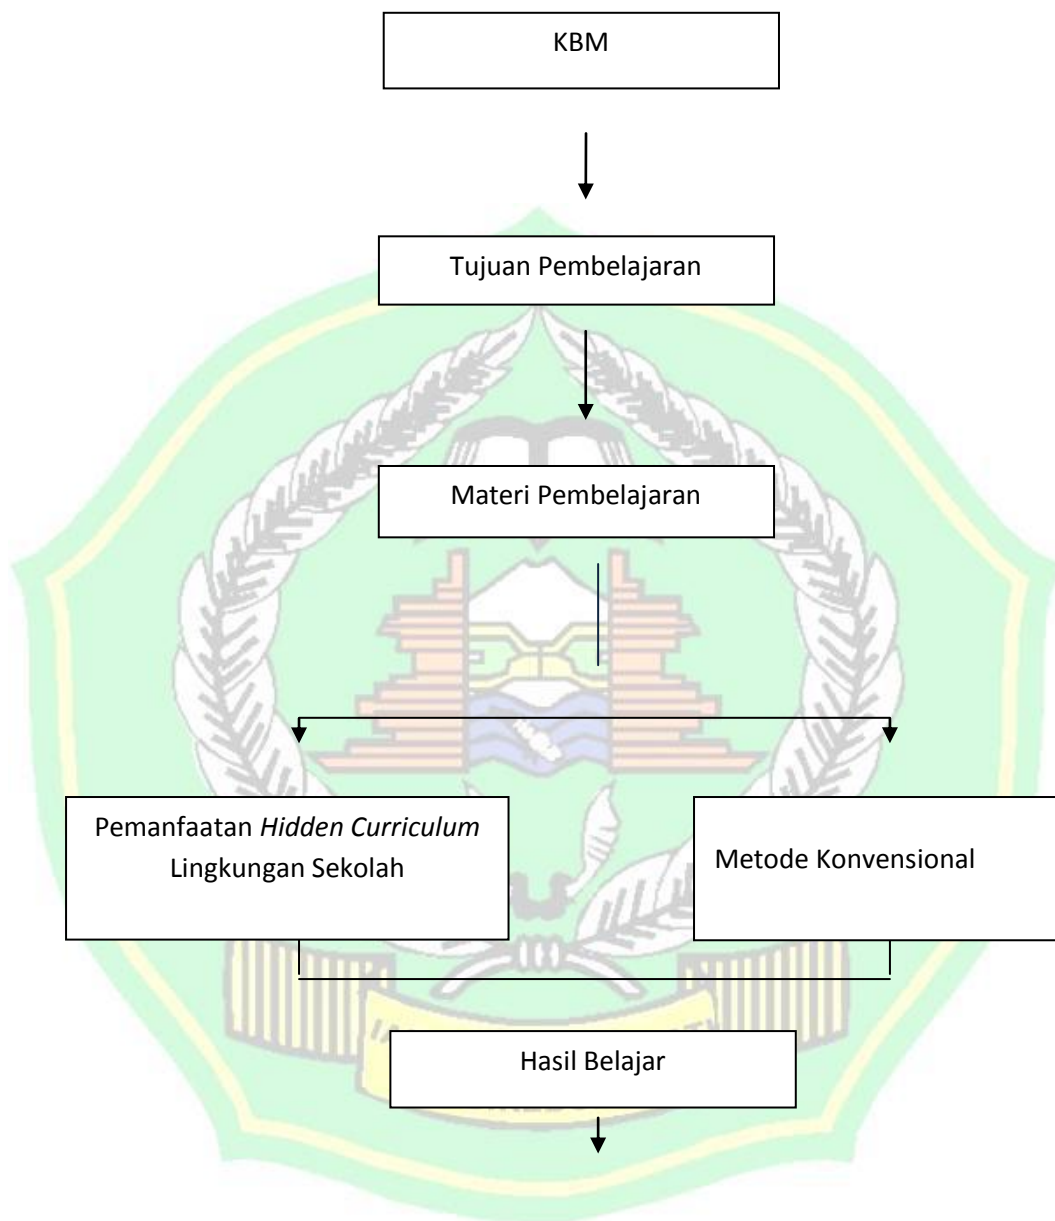 KBM
Tujuan Pembelajaran
Materi Pembelajaran
Pemanfaatan Hidden Curriculum
Lingkungan Sekolah
Metode Konvensional
Hasil Belajar